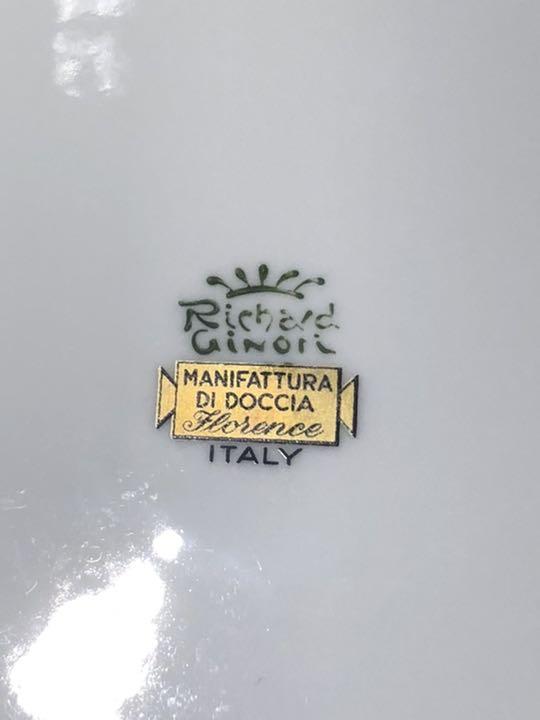 Richard
GINORI
MANIFATTURA
DI DOCCIA
Florence
ITALY